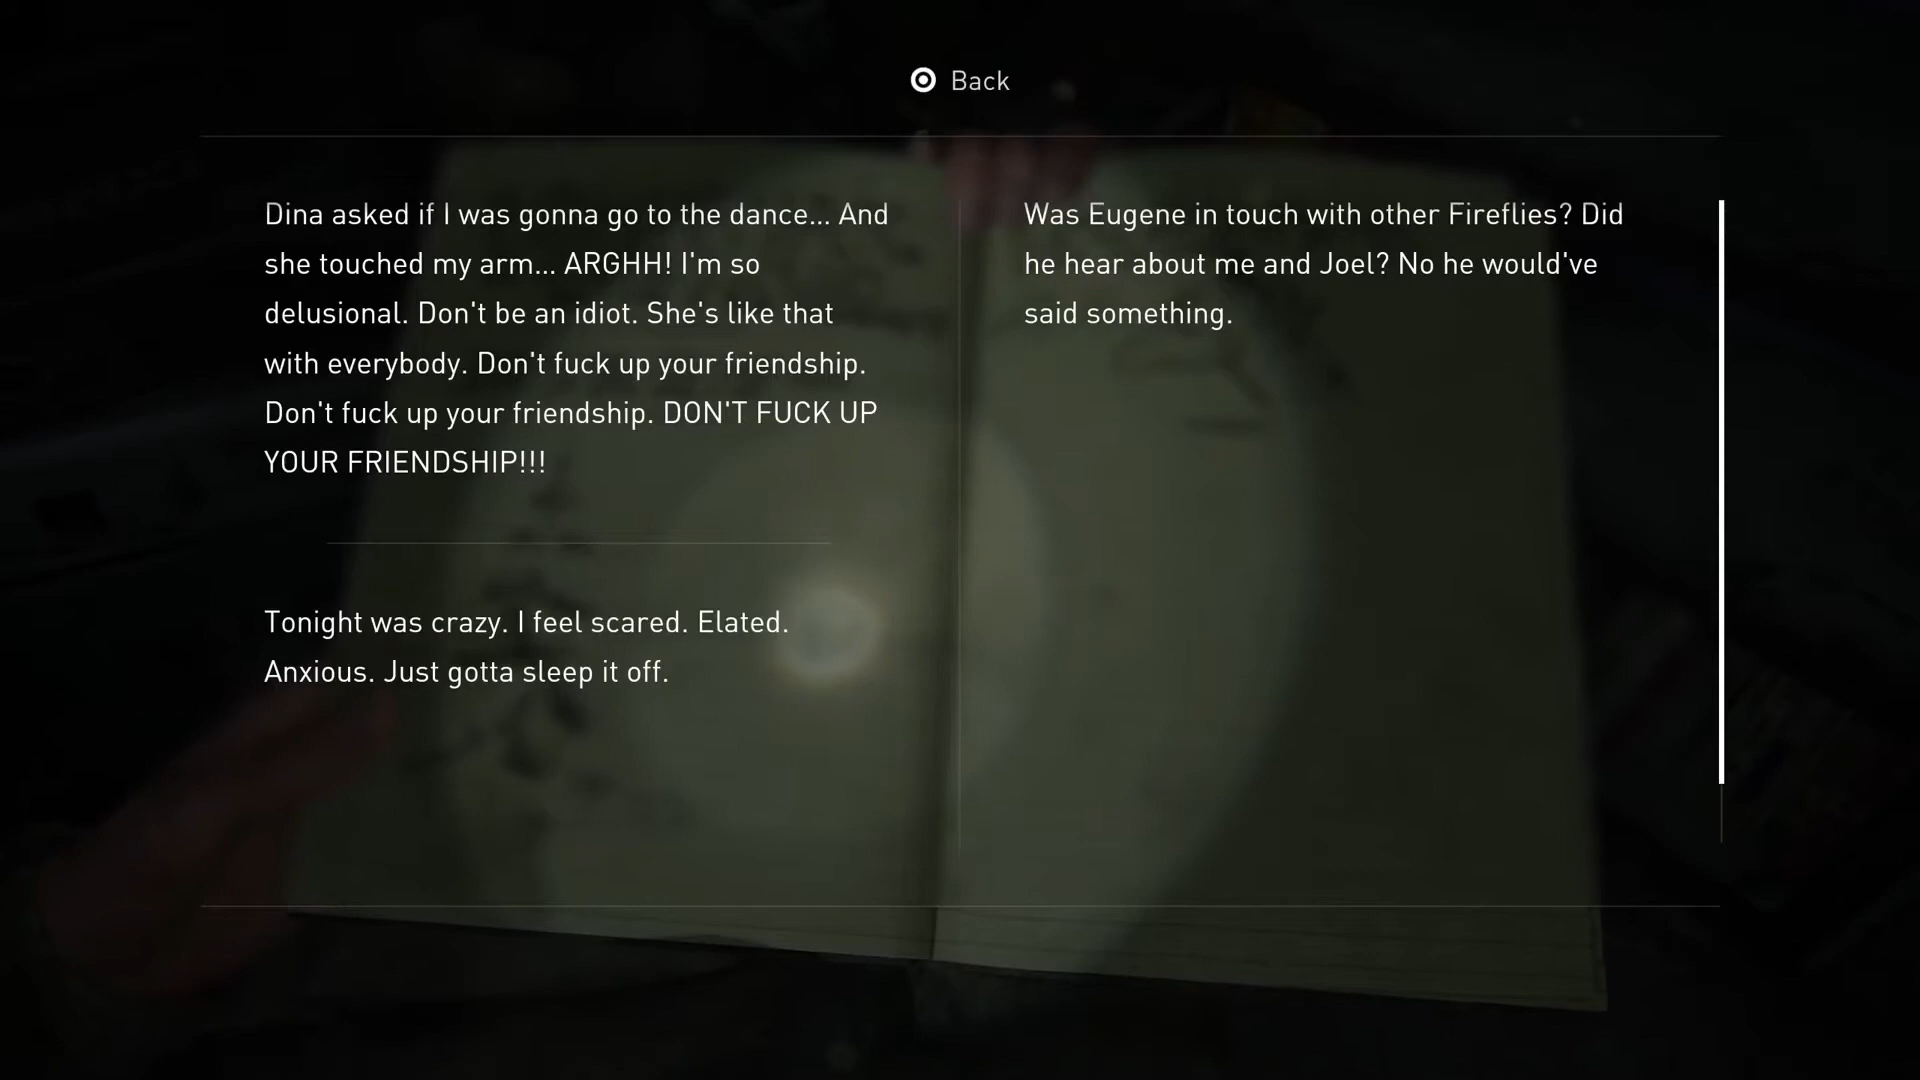 Back
Dina asked if I was gonna go to the dance... And
she touched my arm... ARGHH! I'm so
delusional. Don't be an idiot. She's like that
with everybody. Don't fuck up your friendship.
Don't fuck up your friendship. DON'T FUCK UP
YOUR FRIENDSHIP!!!
Tonight was crazy. I feel scared. Elated.
Anxious. Just gotta sleep it off.
Was Eugene in touch with other Fireflies? Did
he hear about me and Joel? No he would've
said something.